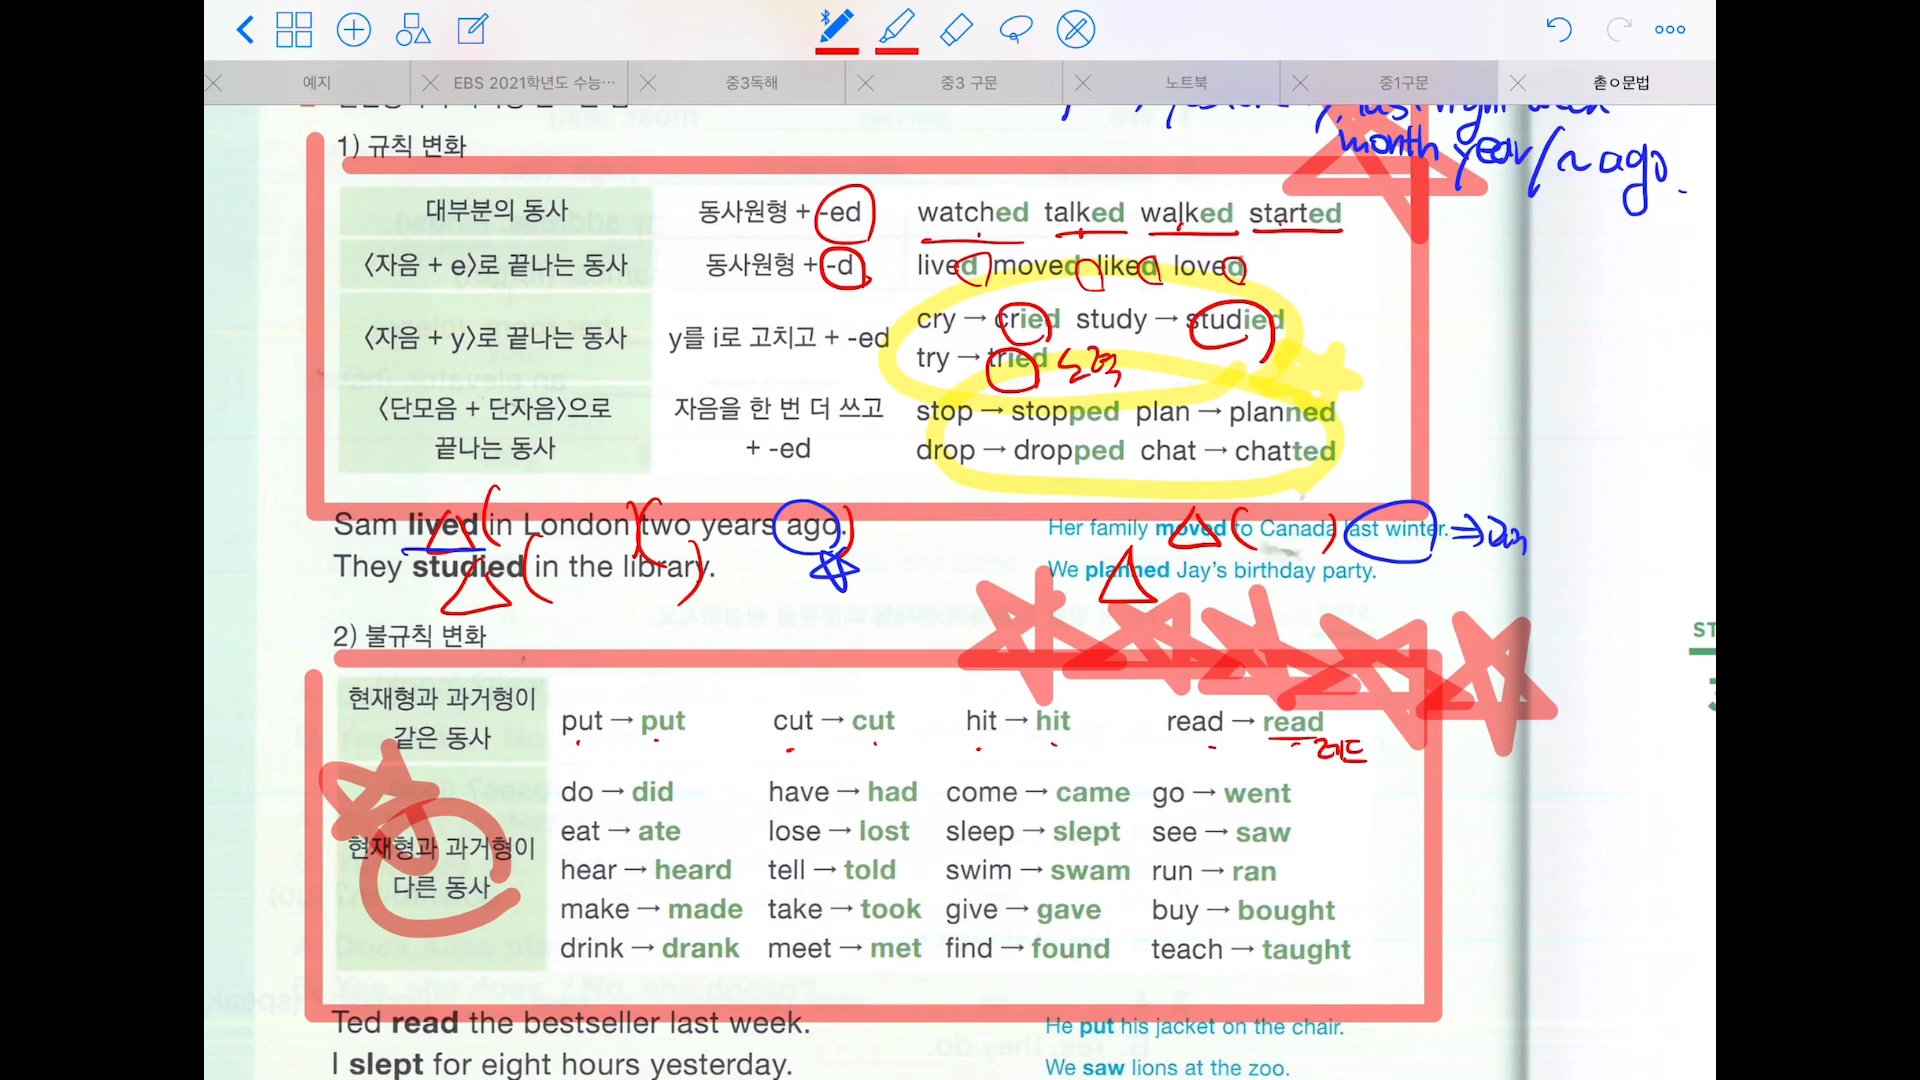 예지 EBS 2021학년도 수능… 중3독해 중3 구문 노트북 중1구문 촏ㅇ문법
month year / ~ ago.
1) 규칙 변화
대부분의 동사 동사원형 + -ed watched talked walked started
〈자음 + e〉로 끝나는 동사 동사원형 + -d lived moved liked loved
〈자음 + y〉로 끝나는 동사 y를 i로 고치고 + -ed cry → cried study → studied
try → tried 노력
〈단모음 + 단자음〉으로 끝나는 동사 자음을 한 번 더 쓰고 + -ed stop → stopped plan → planned
drop → dropped chat → chatted
Sam lived in London two years ago. Her family moved to Canada last winter.
They studied in the library. We planned Jay's birthday party.
2) 불규칙 변화
현재형과 과거형이 같은 동사 put → put cut → cut hit → hit read → read
레드
현재형과 과거형이 다른 동사
do → did have → had come → came go → went
eat → ate lose → lost sleep → slept see → saw
hear → heard tell → told swim → swam run → ran
make → made take → took give → gave buy → bought
drink → drank meet → met find → found teach → taught
Ted read the bestseller last week. He put his jacket on the chair.
I slept for eight hours yesterday. We saw lions at the zoo.
ST